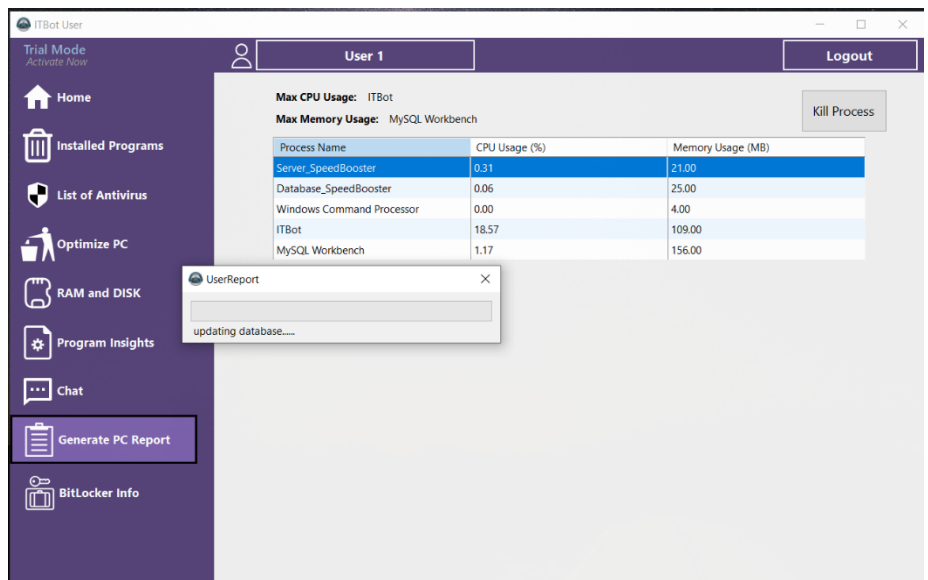 ITBot User
Trial Mode
Activate Now
User 1
Logout
Home
Installed Programs
List of Antivirus
Optimize PC
RAM and DISK
Program Insights
Chat
Generate PC Report
BitLocker Info
Max CPU Usage: ITBot
Max Memory Usage: MySQL Workbench
Kill Process
Process Name CPU Usage (%) Memory Usage (MB)
Server_SpeedBooster 0.31 21.00
Database_SpeedBooster 0.06 25.00
Windows Command Processor 0.00 4.00
ITBot 18.57 109.00
MySQL Workbench 1.17 156.00
UserReport
updating database.....